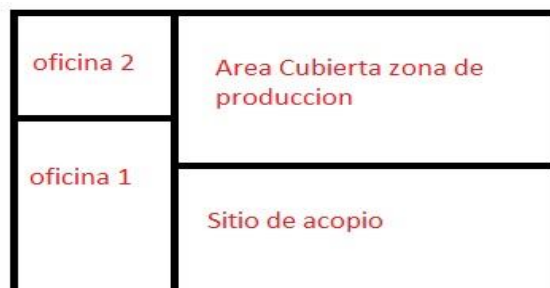 oficina 2
Area Cubierta zona de
produccion
oficina 1
Sitio de acopio